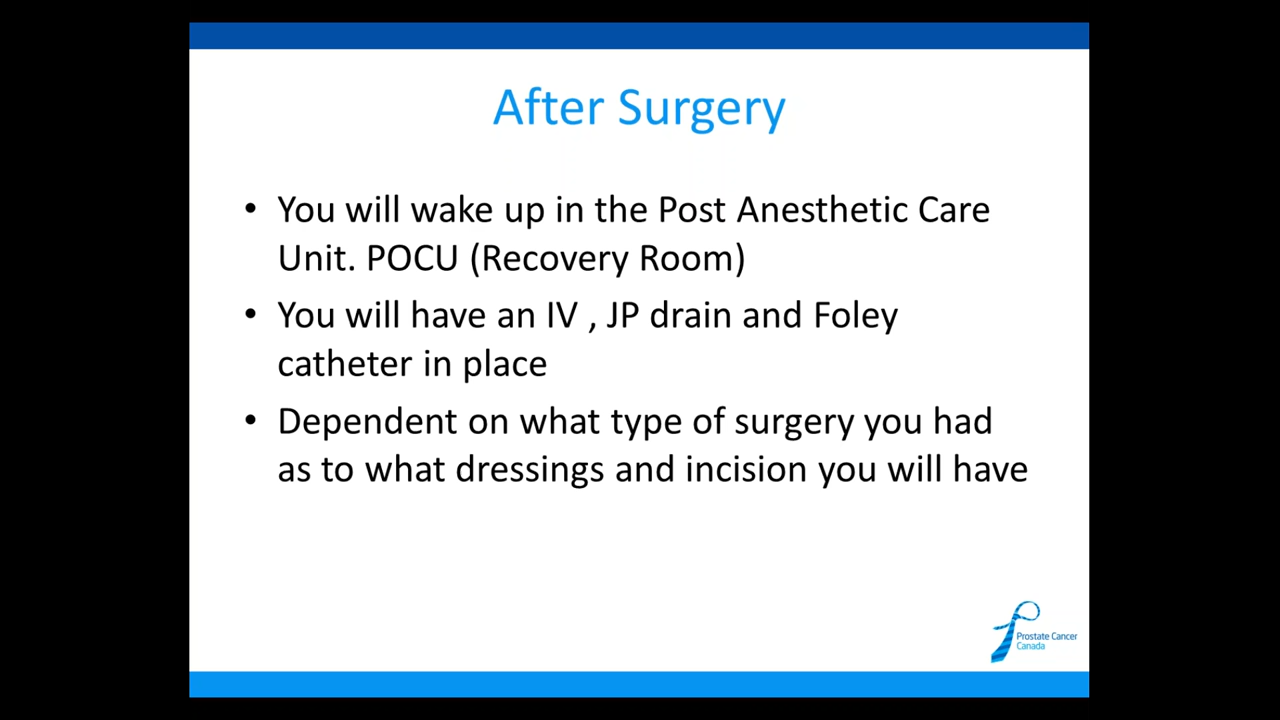 After Surgery
• You will wake up in the Post Anesthetic Care
Unit. POCU (Recovery Room)
• You will have an IV , JP drain and Foley
catheter in place
• Dependent on what type of surgery you had
as to what dressings and incision you will have
Prostate Cancer
Canada